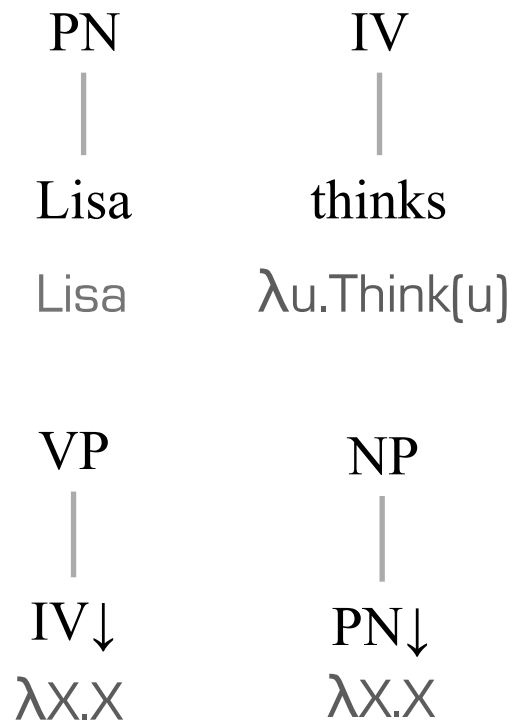 PN IV
Lisa thinks
Lisa λu.Think(u)
VP NP
IV↓ PN↓
λX.X λX.X